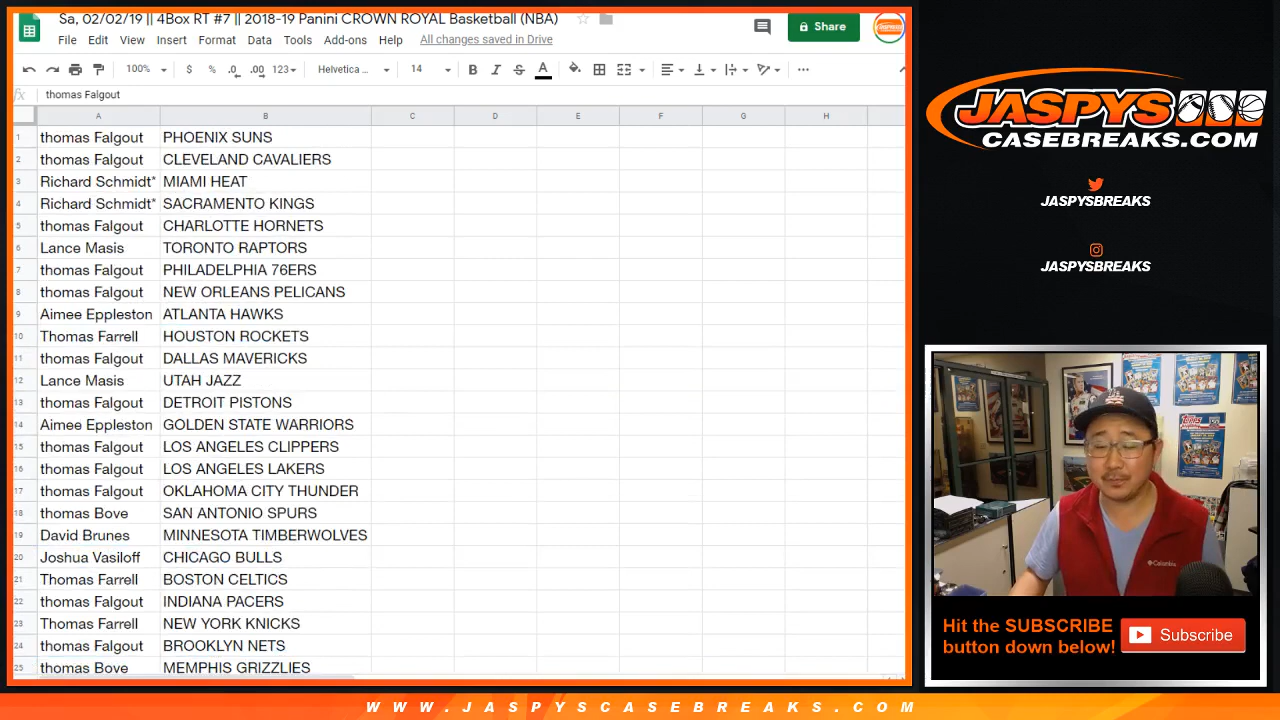 Sa, 02/02/19 || 4Box RT #7 || 2018-19 Panini CROWN ROYAL Basketball (NBA)
Share
File Edit View Insert Format Data Tools Add-ons Help All changes saved in Drive
100% $ % .0 .00 123 Helvetica ... 14 B I S A
fx thomas Falgout
A B C D E F G H
1 thomas Falgout PHOENIX SUNS
2 thomas Falgout CLEVELAND CAVALIERS
3 Richard Schmidt* MIAMI HEAT
4 Richard Schmidt* SACRAMENTO KINGS
5 thomas Falgout CHARLOTTE HORNETS
6 Lance Masis TORONTO RAPTORS
7 thomas Falgout PHILADELPHIA 76ERS
8 thomas Falgout NEW ORLEANS PELICANS
9 Aimee Eppleston ATLANTA HAWKS
10 Thomas Farrell HOUSTON ROCKETS
11 thomas Falgout DALLAS MAVERICKS
12 Lance Masis UTAH JAZZ
13 thomas Falgout DETROIT PISTONS
14 Aimee Eppleston GOLDEN STATE WARRIORS
15 thomas Falgout LOS ANGELES CLIPPERS
16 thomas Falgout LOS ANGELES LAKERS
17 thomas Falgout OKLAHOMA CITY THUNDER
18 thomas Bove SAN ANTONIO SPURS
19 David Brunes MINNESOTA TIMBERWOLVES
20 Joshua Vasiloff CHICAGO BULLS
21 Thomas Farrell BOSTON CELTICS
22 thomas Falgout INDIANA PACERS
23 Thomas Farrell NEW YORK KNICKS
24 thomas Falgout BROOKLYN NETS
25 thomas Bove MEMPHIS GRIZZLIES
JASPYS
CASEBREAKS.COM
JASPYSBREAKS
JASPYSBREAKS
Columbia
Hit the SUBSCRIBE
button down below!
Subscribe
WWW.JASPYSCASEBREAKS.COM